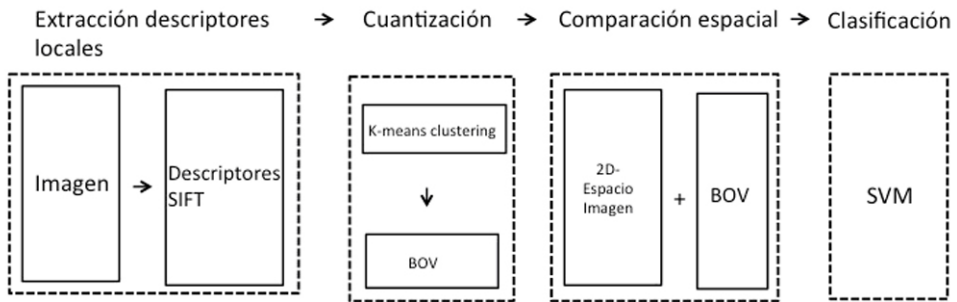 Extracción descriptores
locales
→ Cuantización → Comparación espacial → Clasificación
Imagen
→
Descriptores
SIFT
K-means clustering
↓
BOV
2D-
Espacio
Imagen
+
BOV
SVM